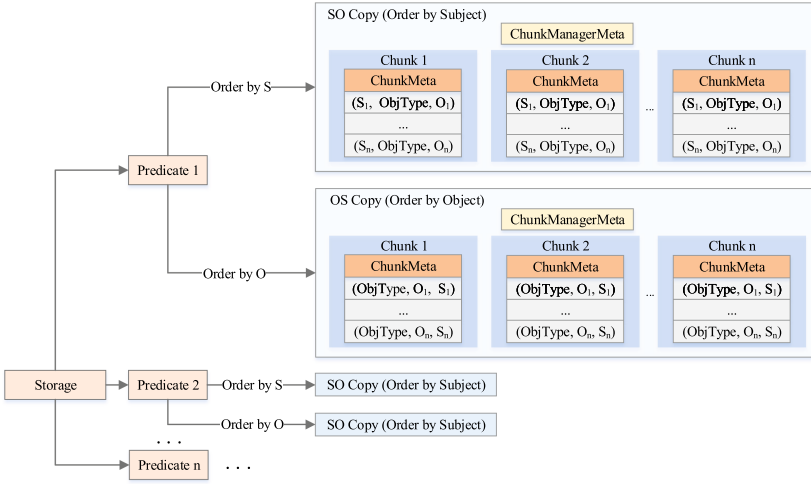 SO Copy (Order by Subject)
ChunkManagerMeta
Chunk 1
ChunkMeta
(S₁, ObjType, O₁)
...
(Sₙ, ObjType, Oₙ)
Chunk 2
ChunkMeta
(S₁, ObjType, O₁)
...
(Sₙ, ObjType, Oₙ)
...
Chunk n
ChunkMeta
(S₁, ObjType, O₁)
...
(Sₙ, ObjType, Oₙ)
Order by S
Predicate 1
Order by O
OS Copy (Order by Object)
ChunkManagerMeta
Chunk 1
ChunkMeta
(ObjType, O₁, S₁)
...
(ObjType, Oₙ, Sₙ)
Chunk 2
ChunkMeta
(ObjType, O₁, S₁)
...
(ObjType, Oₙ, Sₙ)
...
Chunk n
ChunkMeta
(ObjType, O₁, S₁)
...
(ObjType, Oₙ, Sₙ)
Storage
Predicate 2
Order by S
SO Copy (Order by Subject)
Order by O
SO Copy (Order by Subject)
. . .
Predicate n
. . .